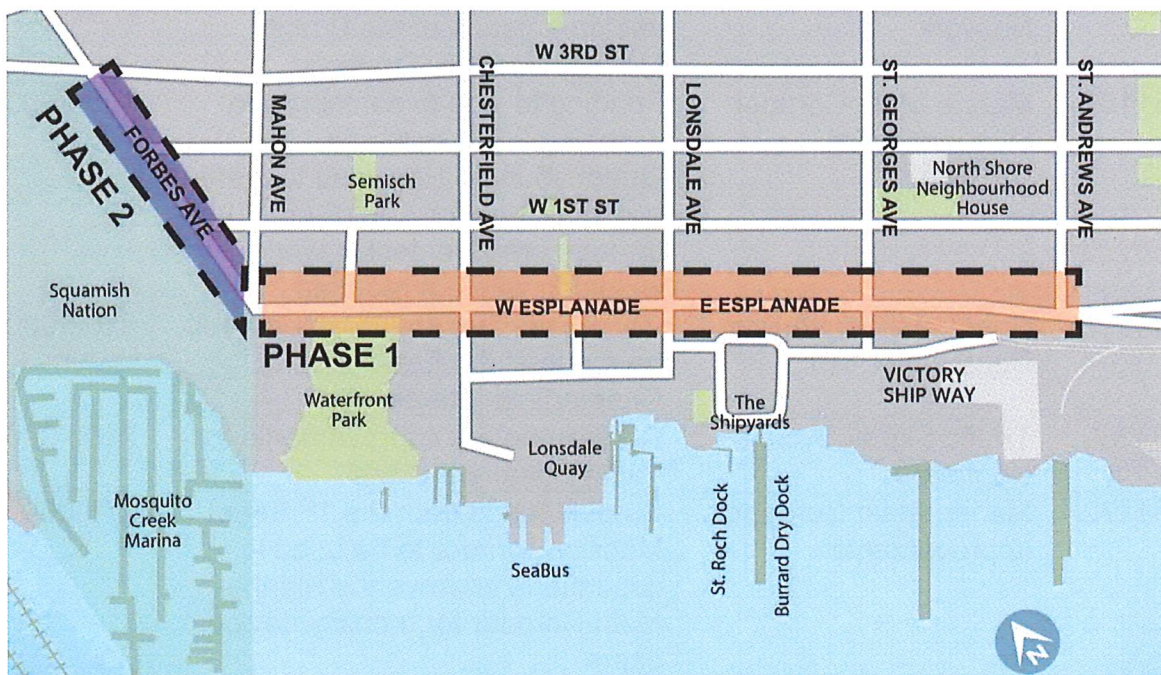 W 3RD ST
CHESTERFIELD AVE
LONSDALE AVE
ST. GEORGES AVE
ST. ANDREWS AVE
MAHON AVE
FORBES AVE
PHASE 2
Semisch
Park
W 1ST ST
North Shore
Neighbourhood
House
Squamish
Nation
W ESPLANADE
E ESPLANADE
PHASE 1
VICTORY
SHIP WAY
Waterfront
Park
The
Shipyards
Lonsdale
Quay
Mosquito
Creek
Marina
SeaBus
St. Roch Dock
Burrard Dry Dock
N